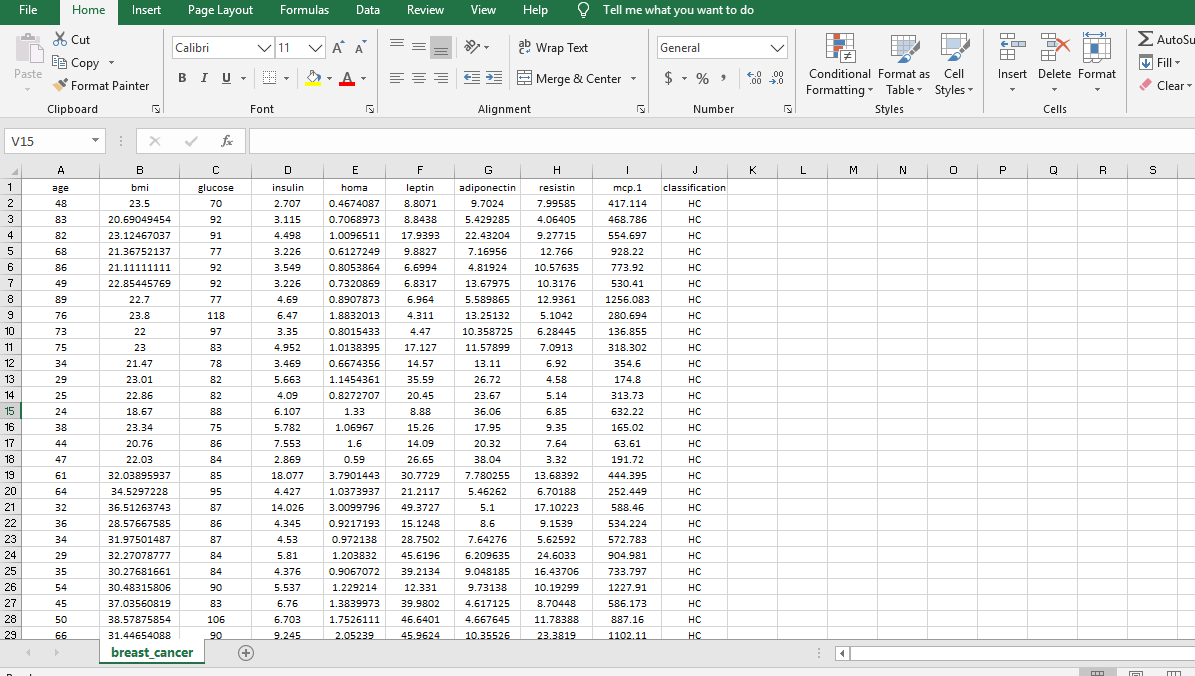 File Home Insert Page Layout Formulas Data Review View Help Tell me what you want to do
Cut
Copy
Format Painter
Paste
Clipboard
Calibri 11 A A
B I U A
Font
ab Wrap Text
Merge & Center
Alignment
General
$ % , .00 .00
Number
Conditional Formatting
Format as Table
Cell Styles
Styles
Insert Delete Format
Cells
Σ AutoSu
Fill
Clear
V15 fx
A B C D E F G H I J K L M N O P Q R S
1 age bmi glucose insulin homa leptin adiponectin resistin mcp.1 classification
2 48 23.5 70 2.707 0.4674087 8.8071 9.7024 7.99585 417.114 HC
3 83 20.69049454 92 3.115 0.7068973 8.8438 5.429285 4.06405 468.786 HC
4 82 23.12467037 91 4.498 1.0096511 17.9393 22.43204 9.27715 554.697 HC
5 68 21.36752137 77 3.226 0.6127249 9.8827 7.16956 12.766 928.22 HC
6 86 21.11111111 92 3.549 0.8053864 6.6994 4.81924 10.57635 773.92 HC
7 49 22.85445769 92 3.226 0.7320869 6.8317 13.67975 10.3176 530.41 HC
8 89 22.7 77 4.69 0.8907873 6.964 5.589865 12.9361 1256.083 HC
9 76 23.8 118 6.47 1.8832013 4.311 13.25132 5.1042 280.694 HC
10 73 22 97 3.35 0.8015433 4.47 10.358725 6.28445 136.855 HC
11 75 23 83 4.952 1.0138395 17.127 11.57899 7.0913 318.302 HC
12 34 21.47 78 3.469 0.6674356 14.57 13.11 6.92 354.6 HC
13 29 23.01 82 5.663 1.1454361 35.59 26.72 4.58 174.8 HC
14 25 22.86 82 4.09 0.8272707 20.45 23.67 5.14 313.73 HC
15 24 18.67 88 6.107 1.33 8.88 36.06 6.85 632.22 HC
16 38 23.34 75 5.782 1.06967 15.26 17.95 9.35 165.02 HC
17 44 20.76 86 7.553 1.6 14.09 20.32 7.64 63.61 HC
18 47 22.03 84 2.869 0.59 26.65 38.04 3.32 191.72 HC
19 61 32.03895937 85 18.077 3.7901443 30.7729 7.780255 13.68392 444.395 HC
20 64 34.5297228 95 4.427 1.0373937 21.2117 5.46262 6.70188 252.449 HC
21 32 36.51263743 87 14.026 3.0099796 49.3727 5.1 17.10223 588.46 HC
22 36 28.57667585 86 4.345 0.9217193 15.1248 8.6 9.1539 534.224 HC
23 34 31.97501487 87 4.53 0.972138 28.7502 7.64276 5.62592 572.783 HC
24 29 32.27078777 84 5.81 1.203832 45.6196 6.209635 24.6033 904.981 HC
25 35 30.27681661 84 4.376 0.9067072 39.2134 9.048185 16.43706 733.797 HC
26 54 30.48315806 90 5.537 1.229214 12.331 9.73138 10.19299 1227.91 HC
27 45 37.03560819 83 6.76 1.3839973 39.9802 4.617125 8.70448 586.173 HC
28 50 38.57875854 106 6.703 1.7526111 46.6401 4.667645 11.78388 887.16 HC
29 66 31.44654088 90 9.245 2.05239 45.9624 10.35526 23.3819 1102.11 HC
breast_cancer